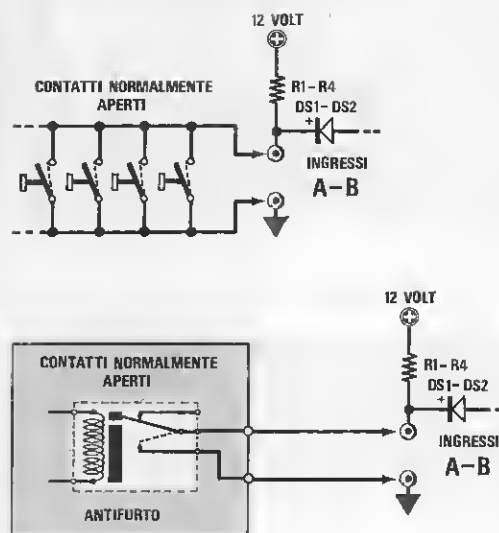 12 VOLT
CONTATTI NORMALMENTE
APERTI
R1-R4
DS1-DS2
+
INGRESSI
A-B
12 VOLT
CONTATTI NORMALMENTE
APERTI
R1-R4
DS1-DS2
+
INGRESSI
A-B
ANTIFURTO